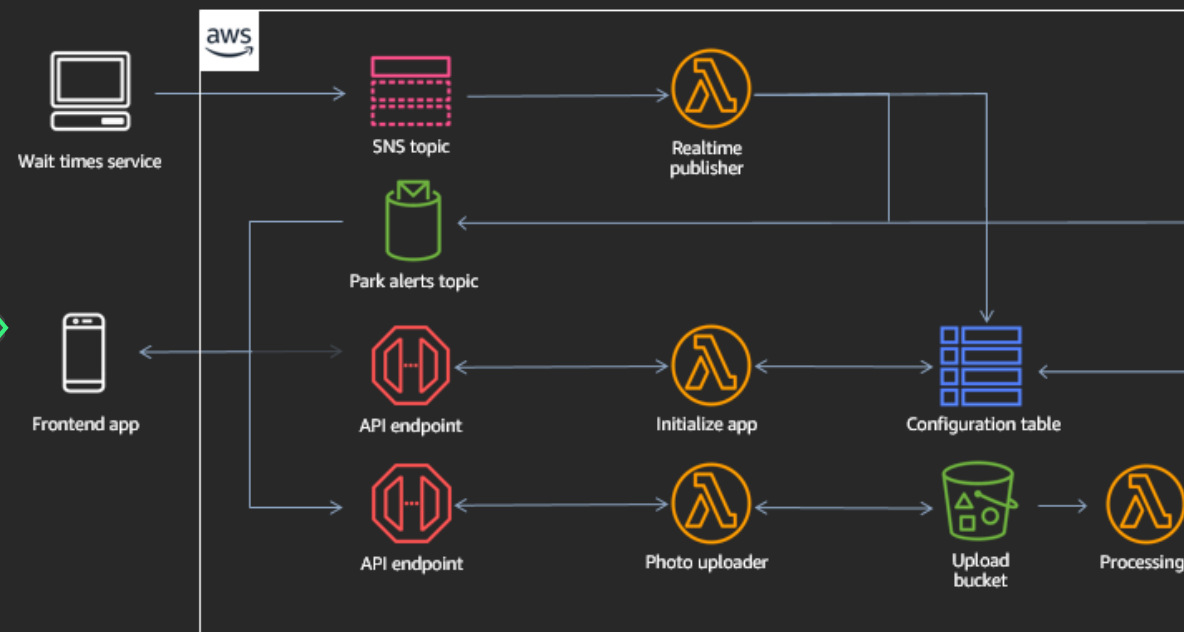 aws
Wait times service
SNS topic
Realtime
publisher
Park alerts topic
Frontend app
API endpoint
Initialize app
Configuration table
API endpoint
Photo uploader
Upload
bucket
Processing